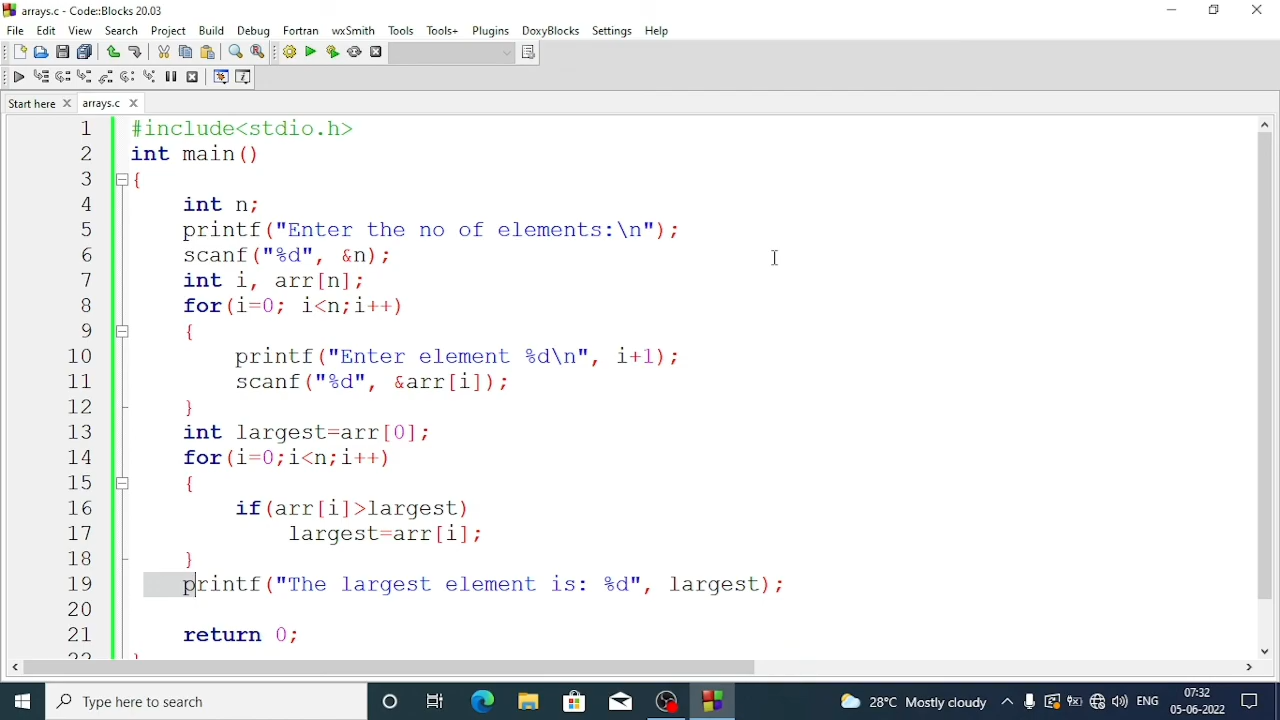 arrays.c - Code::Blocks 20.03
File Edit View Search Project Build Debug Fortran wxSmith Tools Tools+ Plugins DoxyBlocks Settings Help
Start here arrays.c
1 #include<stdio.h>
2 int main()
3 {
4 int n;
5 printf("Enter the no of elements:\n");
6 scanf("%d", &n);
7 int i, arr[n];
8 for(i=0; i<n;i++)
9 {
10 printf("Enter element %d\n", i+1);
11 scanf("%d", &arr[i]);
12 }
13 int largest=arr[0];
14 for(i=0;i<n;i++)
15 {
16 if(arr[i]>largest)
17 largest=arr[i];
18 }
19 printf("The largest element is: %d", largest);
20
21 return 0;
22 }
Type here to search 28°C Mostly cloudy ENG 07:32
05-06-2022